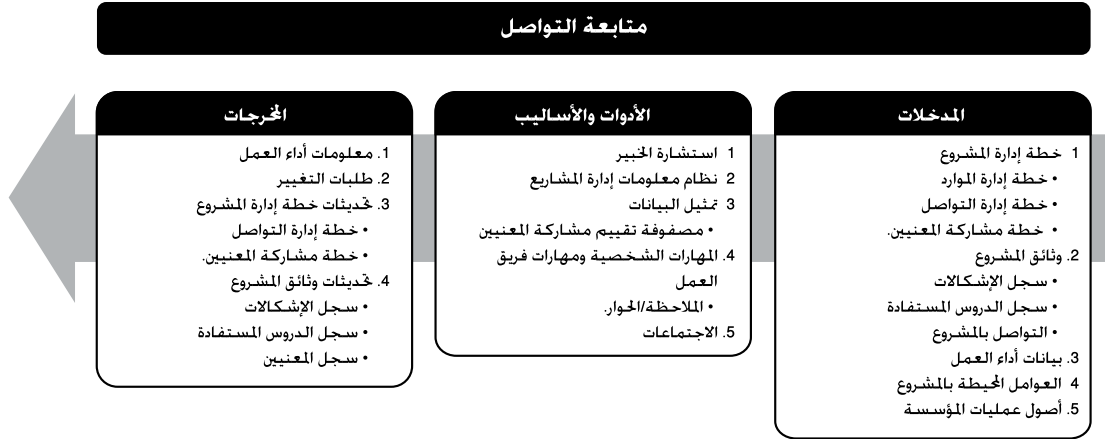 متابعة التواصل
المدخلات
1 خطة إدارة المشروع
• خطة إدارة الموارد
• خطة إدارة التواصل
• خطة مشاركة المعنيين.
2. وثائق المشروع
• سجل الإشكالات
• سجل الدروس المستفادة
• التواصل بالمشروع
3. بيانات أداء العمل
4 العوامل المحيطة بالمشروع
5. أصول عمليات المؤسسة
الأدوات والأساليب
1 استشارة الخبير
2 نظام معلومات إدارة المشاريع
3 تمثيل البيانات
• مصفوفة تقييم مشاركة المعنيين
4. المهارات الشخصية ومهارات فريق
العمل
• الملاحظة/الحوار.
5. الاجتماعات
المخرجات
1. معلومات أداء العمل
2. طلبات التغيير
3. تحديثات خطة إدارة المشروع
• خطة إدارة التواصل
• خطة مشاركة المعنيين.
4. تحديثات وثائق المشروع
• سجل الإشكالات
• سجل الدروس المستفادة
• سجل المعنيين